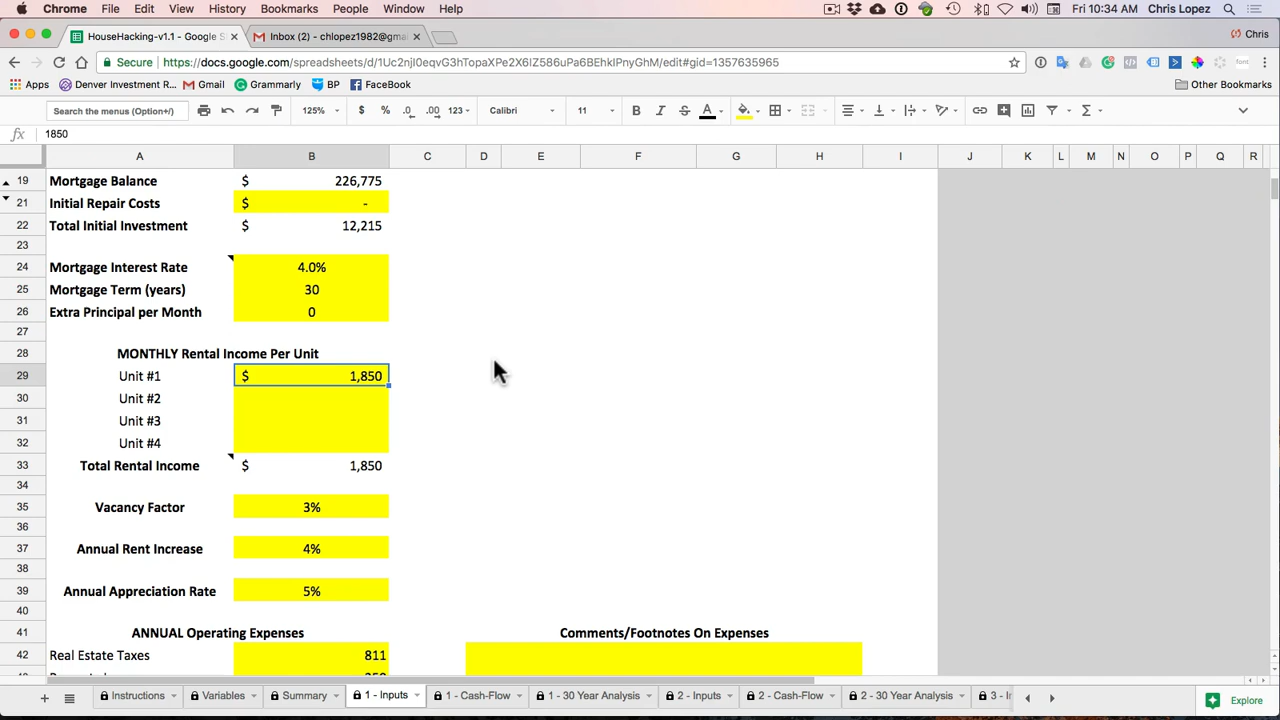 Chrome File Edit View History Bookmarks People Window Help Fri 10:34 AM Chris Lopez
HouseHacking-v1.1 - Google S Inbox (2) - chlopez1982@gmai Chris
Secure https://docs.google.com/spreadsheets/d/ /edit#gid=1357635965
Apps Denver Investment R Gmail Grammarly BP FaceBook Other Bookmarks
Search the menus (Option+/) 125% $ % .0 .00 123 Calibri 11 B I S A
fx 1850
A B C D E F G H I J K L M N O P Q R
19 Mortgage Balance $ 226,775
21 Initial Repair Costs $ -
22 Total Initial Investment $ 12,215
23
24 Mortgage Interest Rate 4.0%
25 Mortgage Term (years) 30
26 Extra Principal per Month 0
27
28 MONTHLY Rental Income Per Unit
29 Unit #1 $ 1,850
30 Unit #2
31 Unit #3
32 Unit #4
33 Total Rental Income $ 1,850
34
35 Vacancy Factor 3%
36
37 Annual Rent Increase 4%
38
39 Annual Appreciation Rate 5%
40
41 ANNUAL Operating Expenses Comments/Footnotes On Expenses
42 Real Estate Taxes 811
Instructions Variables Summary 1 - Inputs 1 - Cash-Flow 1 - 30 Year Analysis 2 - Inputs 2 - Cash-Flow 2 - 30 Year Analysis 3 - I Explore